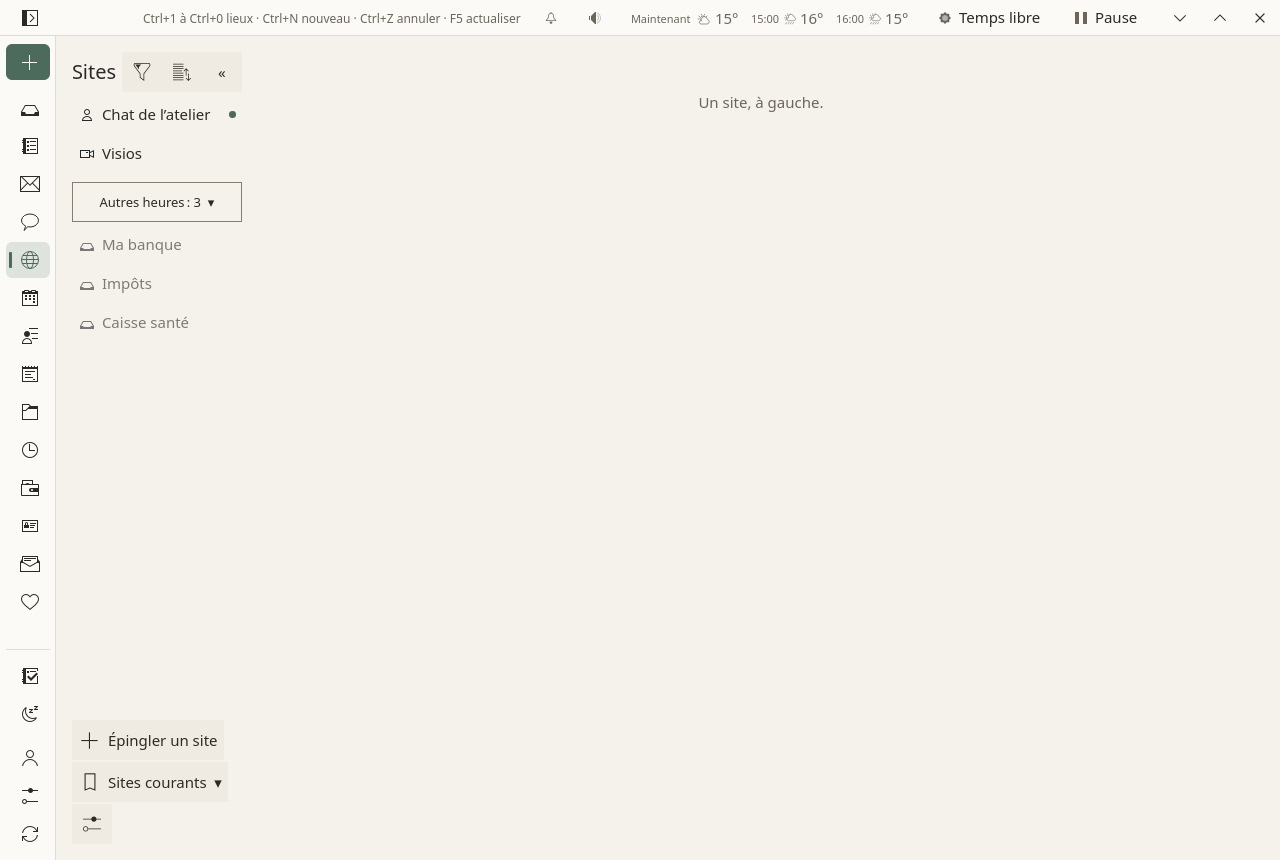 Ctrl+1 à Ctrl+0 lieux · Ctrl+N nouveau · Ctrl+Z annuler · F5 actualiser
Maintenant 15° 15:00 16° 16:00 15°
Temps libre
Pause
Sites
«
Chat de l’atelier
Visios
Autres heures : 3 ▾
Ma banque
Impôts
Caisse santé
Un site, à gauche.
Épingler un site
Sites courants ▾